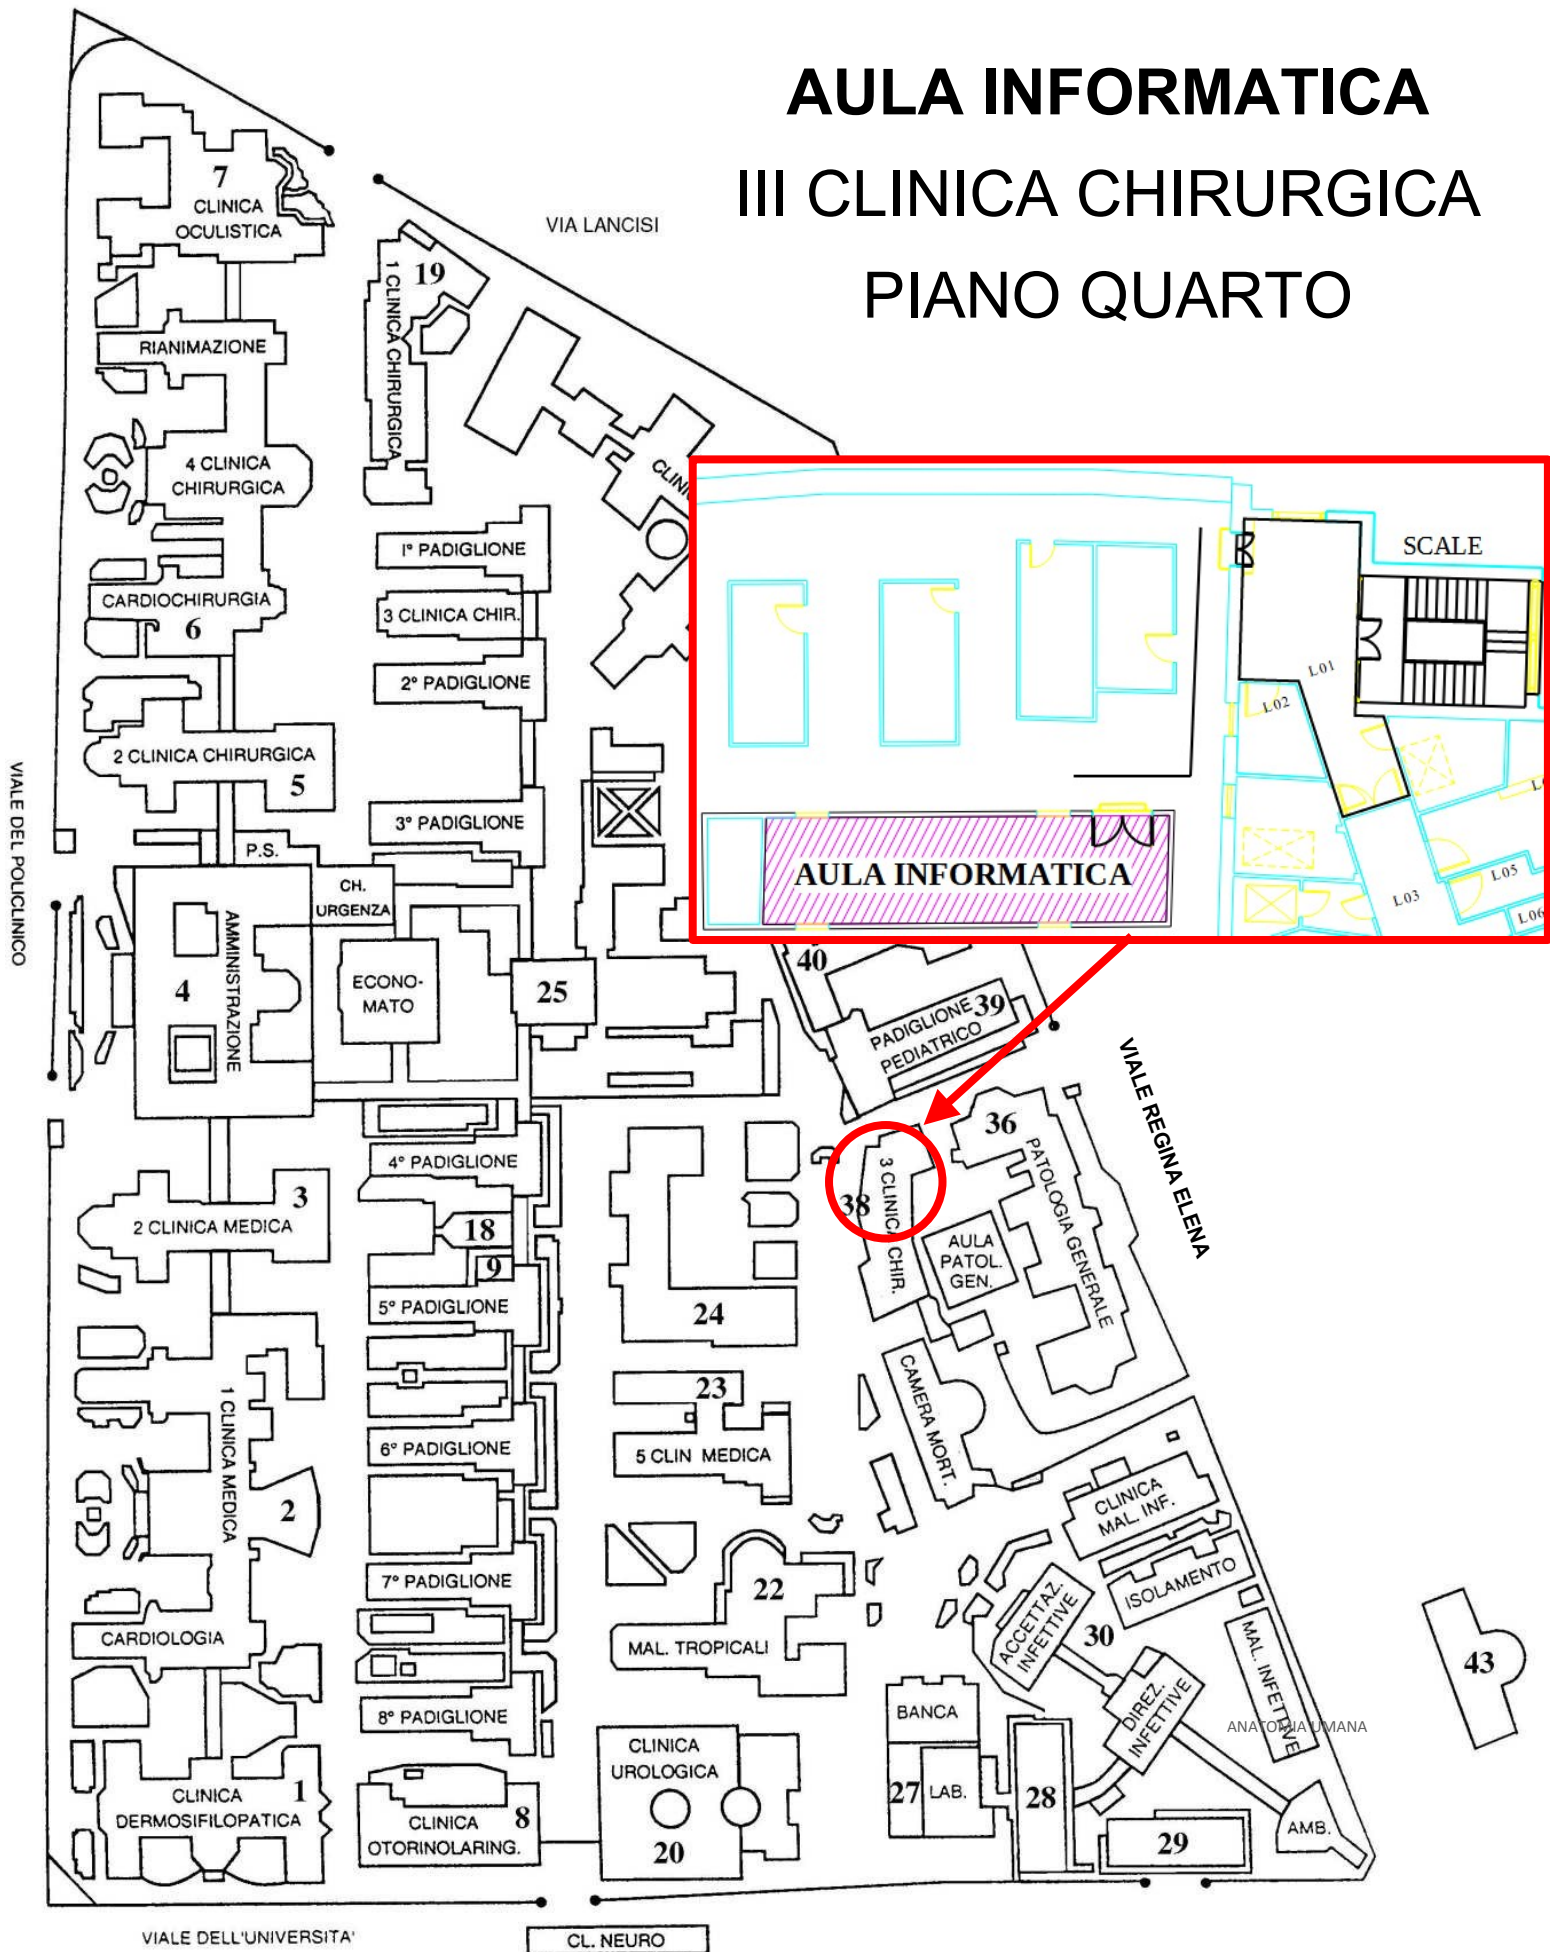 AULA INFORMATICA
III CLINICA CHIRURGICA
PIANO QUARTO
7
CLINICA
OCULISTICA
VIA LANCISI
19
1 CLINICA CHIRURGICA
RIANIMAZIONE
4 CLINICA
CHIRURGICA
I° PADIGLIONE
CARDIOCHIRURGIA
6
3 CLINICA CHIR.
2° PADIGLIONE
SCALE
L01
L02
L03
L05
L06
AULA INFORMATICA
2 CLINICA CHIRURGICA
5
VIALE DEL POLICLINICO
3° PADIGLIONE
P.S.
CH.
URGENZA
AMMINISTRAZIONE
4
ECONO-
MATO
25
40
39
PADIGLIONE
PEDIATRICO
VIALE REGINA ELENA
36
PATOLOGIA GENERALE
4° PADIGLIONE
3
2 CLINICA MEDICA
18
9
38
3 CLINICA CHIR.
AULA
PATOL.
GEN.
5° PADIGLIONE
24
23
CAMERA MORT.
1 CLINICA MEDICA
6° PADIGLIONE
5 CLIN MEDICA
2
CLINICA
MAL. INF.
ISOLAMENTO
7° PADIGLIONE
22
ACCETTAZ.
INFETTIVE
30
MAL. INFETTIVE
43
CARDIOLOGIA
MAL. TROPICALI
8° PADIGLIONE
BANCA
DIREZ.
INFETTIVE
ANATOMIA UMANA
CLINICA
UROLOGICA
1
CLINICA
DERMOSIFILOPATICA
8
CLINICA
OTORINOLARING.
20
27
LAB.
28
29
AMB.
VIALE DELL'UNIVERSITA'
CL. NEURO